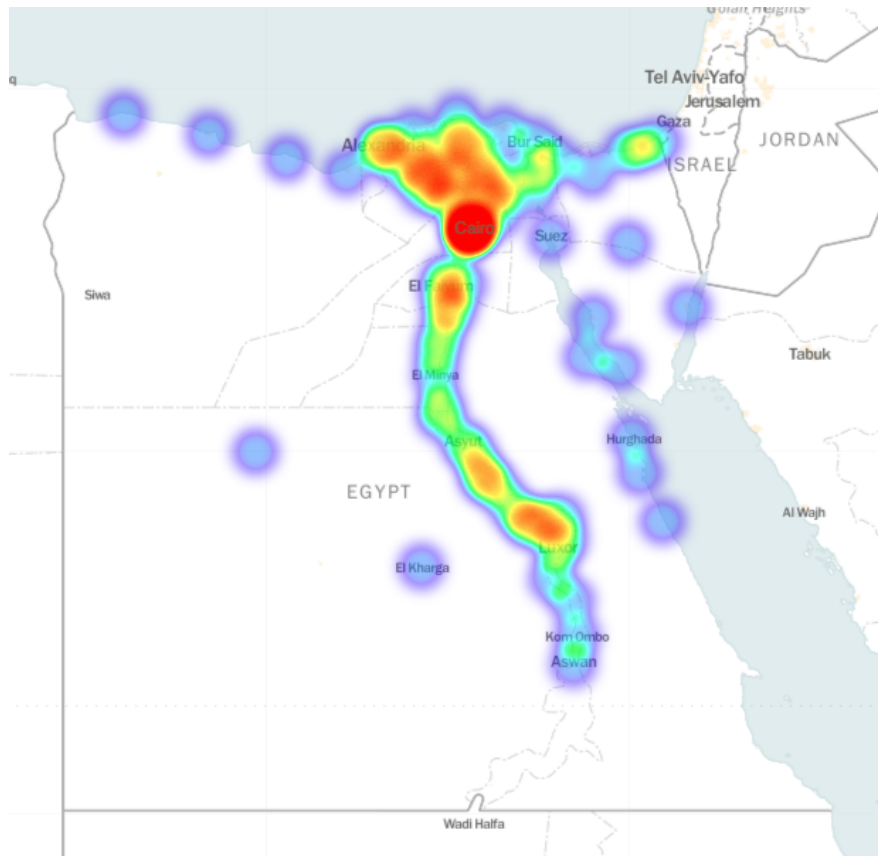 Golan Heights
q
Tel Aviv-Yafo
Jerusalem
Gaza
JORDAN
Alexandria
Bur Said
ISRAEL
Cairo
Suez
El Faiyum
Siwa
Tabuk
El Minya
Asyut
Hurghada
EGYPT
Al Wajh
Luxor
El Kharga
Kom Ombo
Aswan
Wadi Halfa